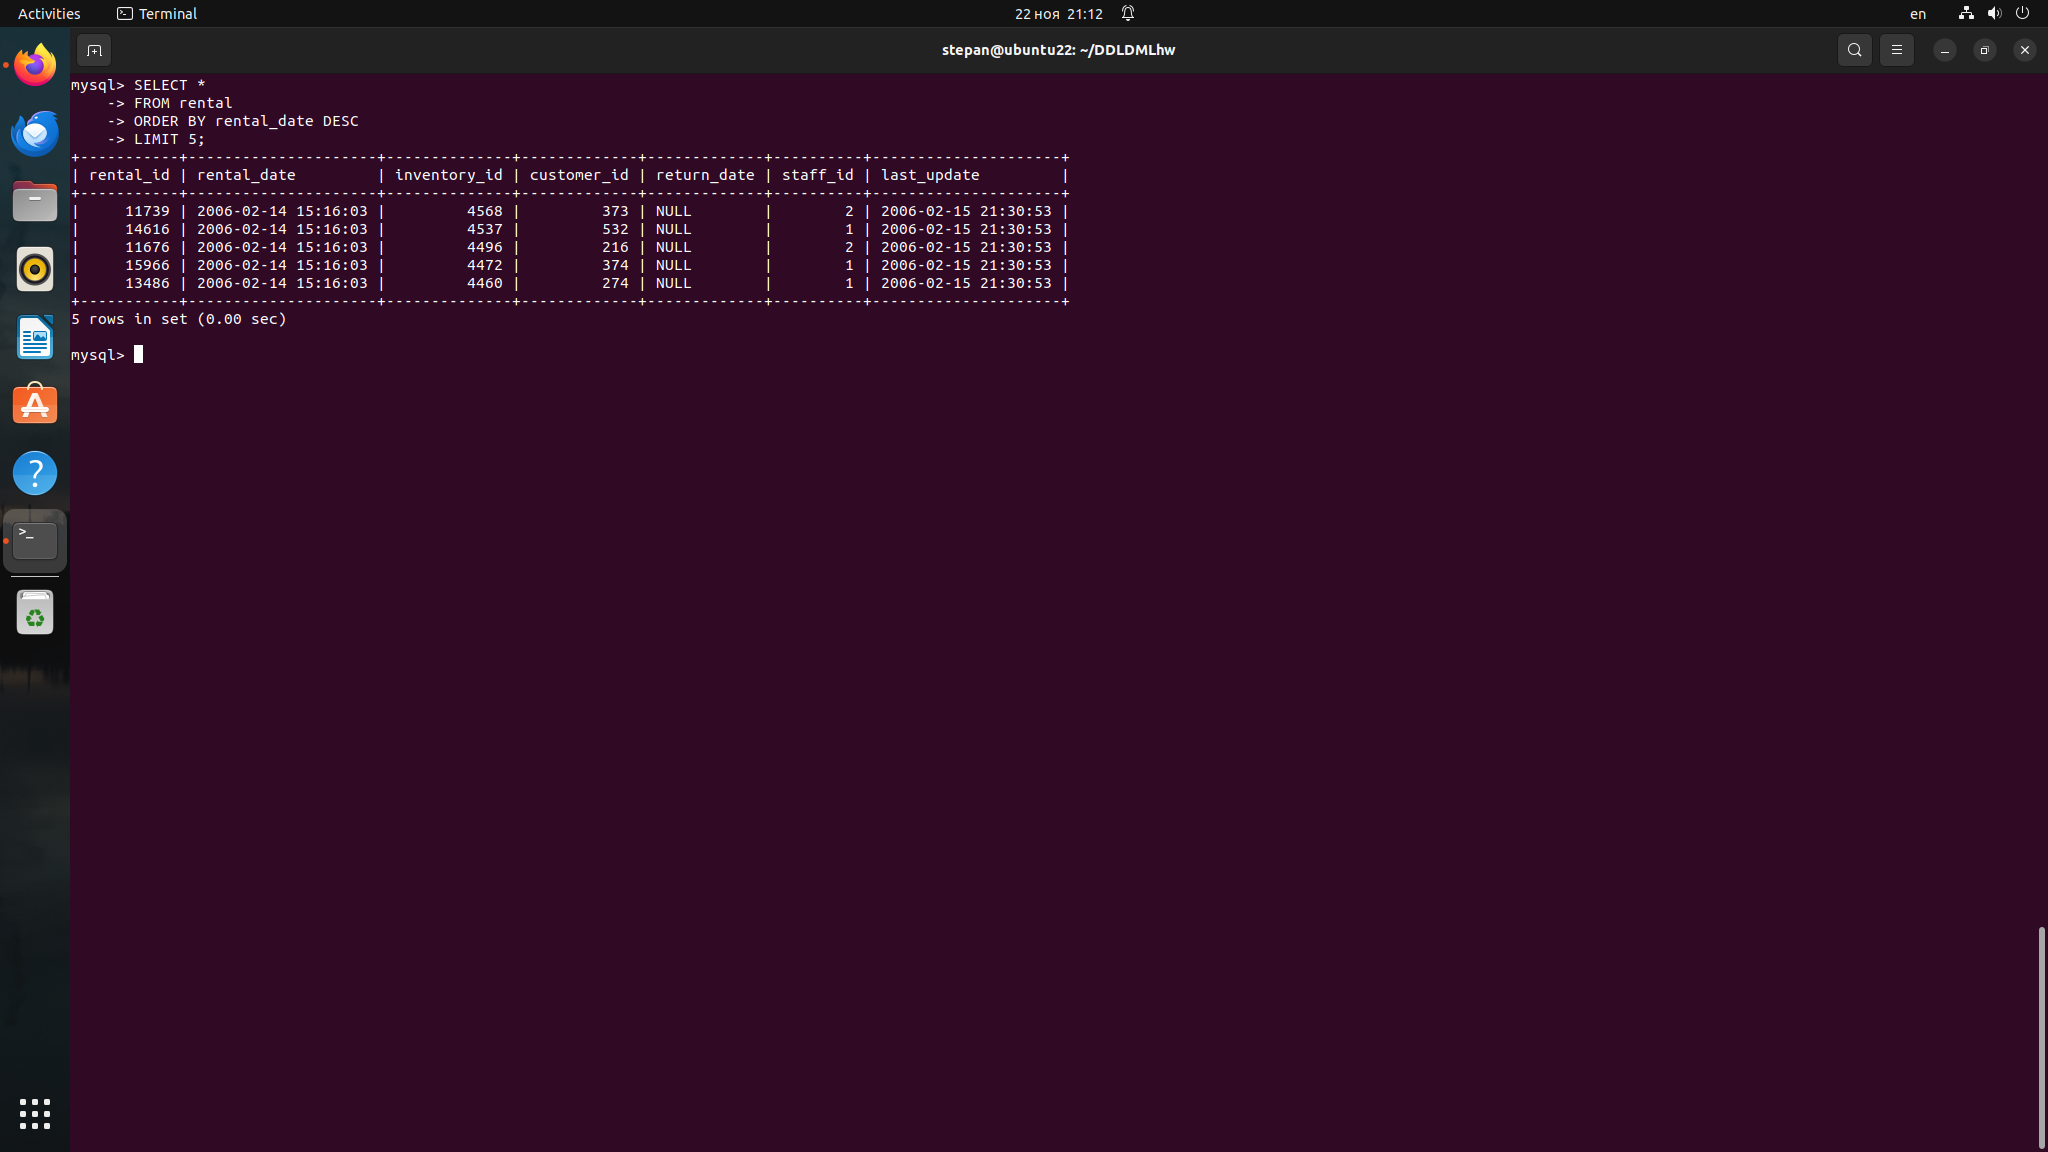 Activities Terminal 22 ноя 21:12 en
stepan@ubuntu22: ~/DDLDMLhw
mysql> SELECT *
    -> FROM rental
    -> ORDER BY rental_date DESC
    -> LIMIT 5;
+-----------+---------------------+--------------+-------------+-------------+----------+---------------------+
| rental_id | rental_date         | inventory_id | customer_id | return_date | staff_id | last_update         |
+-----------+---------------------+--------------+-------------+-------------+----------+---------------------+
|     11739 | 2006-02-14 15:16:03 |         4568 |         373 | NULL        |        2 | 2006-02-15 21:30:53 |
|     14616 | 2006-02-14 15:16:03 |         4537 |         532 | NULL        |        1 | 2006-02-15 21:30:53 |
|     11676 | 2006-02-14 15:16:03 |         4496 |         216 | NULL        |        2 | 2006-02-15 21:30:53 |
|     15966 | 2006-02-14 15:16:03 |         4472 |         374 | NULL        |        1 | 2006-02-15 21:30:53 |
|     13486 | 2006-02-14 15:16:03 |         4460 |         274 | NULL        |        1 | 2006-02-15 21:30:53 |
+-----------+---------------------+--------------+-------------+-------------+----------+---------------------+
5 rows in set (0.00 sec)
mysql>